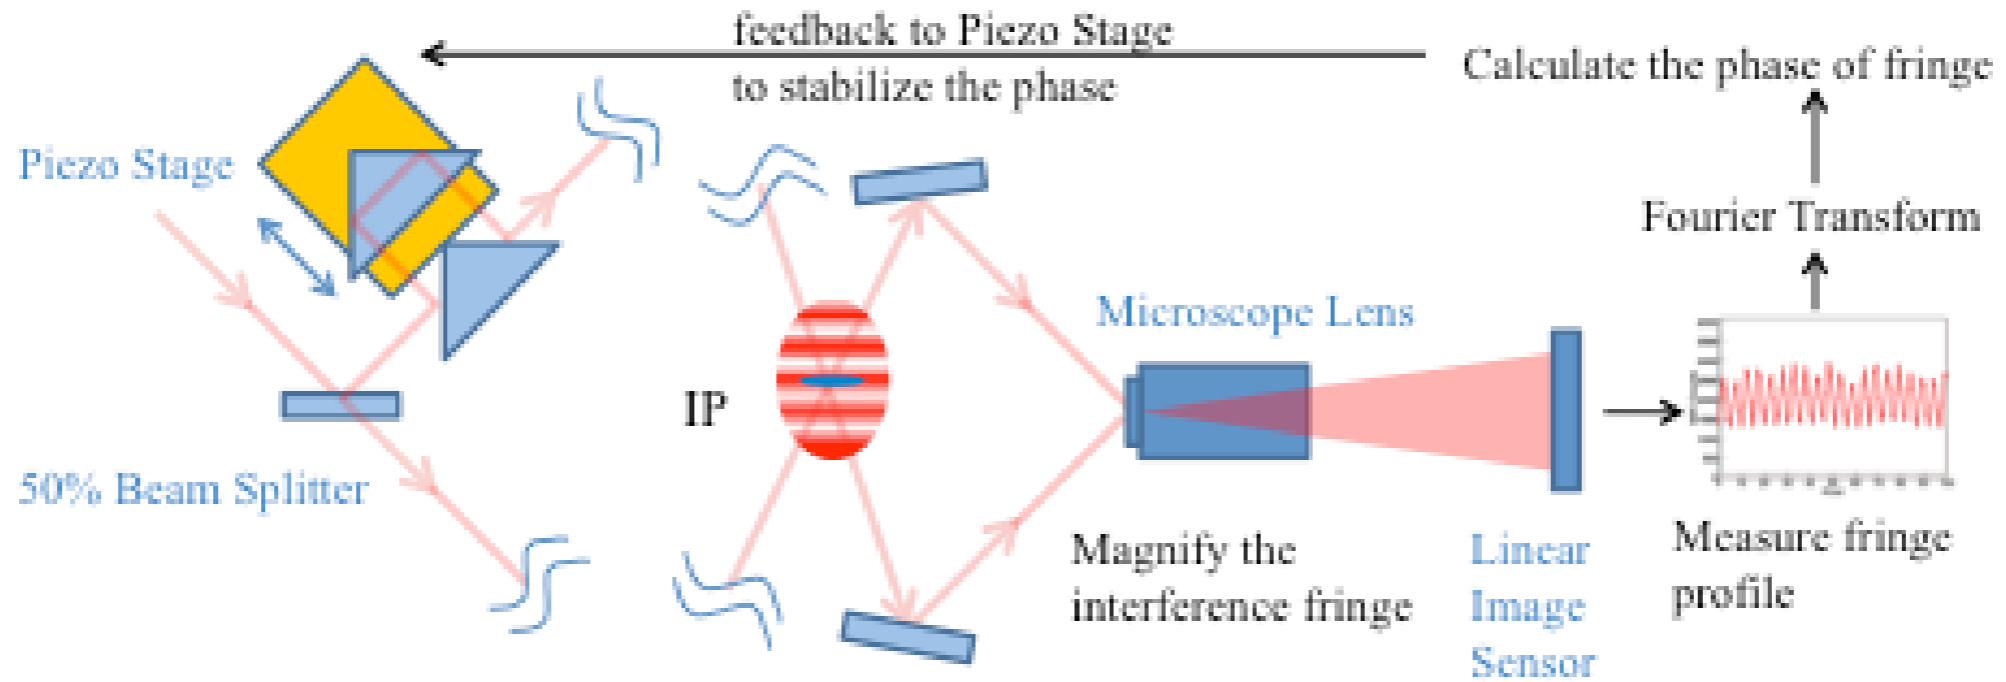 feedback to Piezo Stage
to stabilize the phase
Calculate the phase of fringe
Piezo Stage
Fourier Transform
Microscope Lens
IP
50% Beam Splitter
Magnify the
interference fringe
Linear
Image
Sensor
Measure fringe
profile